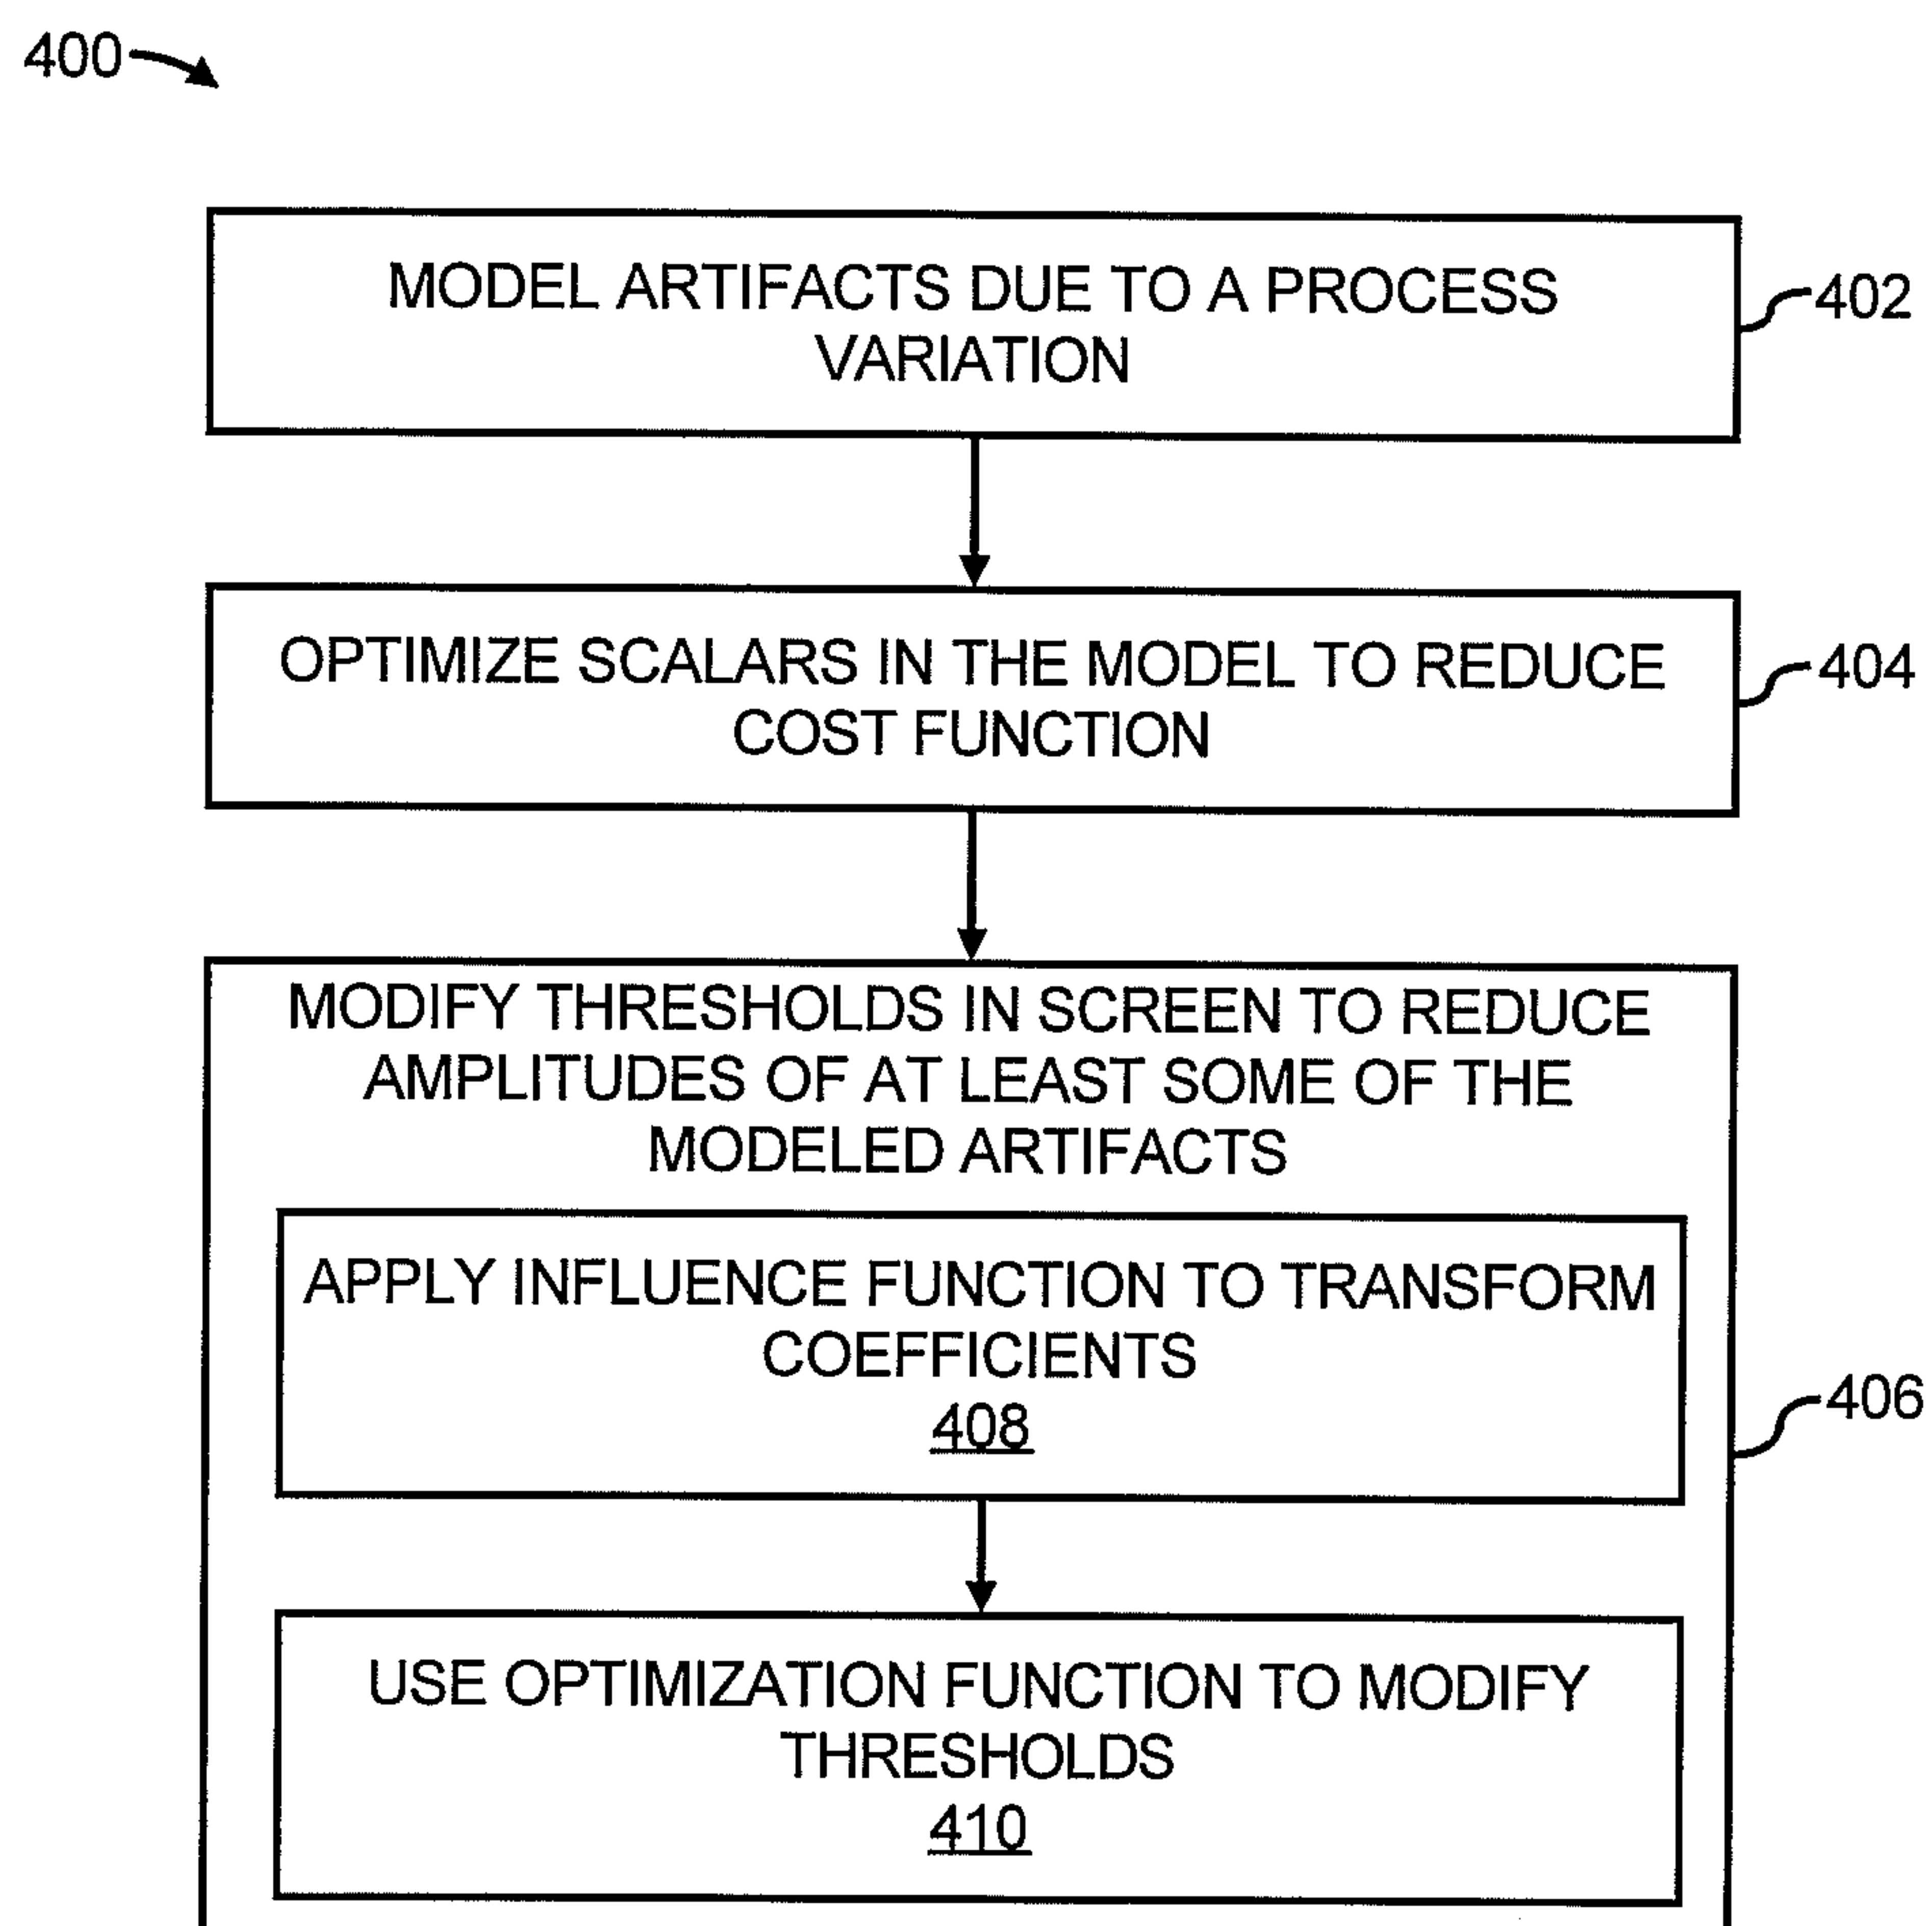 400
MODEL ARTIFACTS DUE TO A PROCESS
VARIATION
402
OPTIMIZE SCALARS IN THE MODEL TO REDUCE
COST FUNCTION
404
MODIFY THRESHOLDS IN SCREEN TO REDUCE
AMPLITUDES OF AT LEAST SOME OF THE
MODELED ARTIFACTS
APPLY INFLUENCE FUNCTION TO TRANSFORM
COEFFICIENTS
408
406
USE OPTIMIZATION FUNCTION TO MODIFY
THRESHOLDS
410